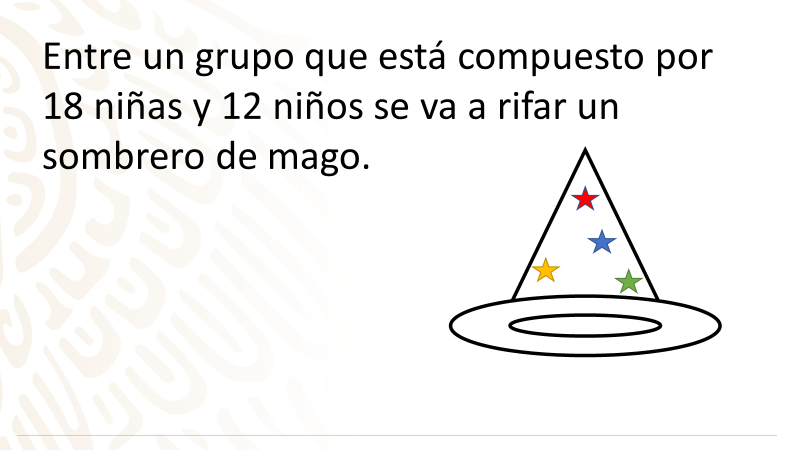 Entre un grupo que está compuesto por
18 niñas y 12 niños se va a rifar un
sombrero de mago.